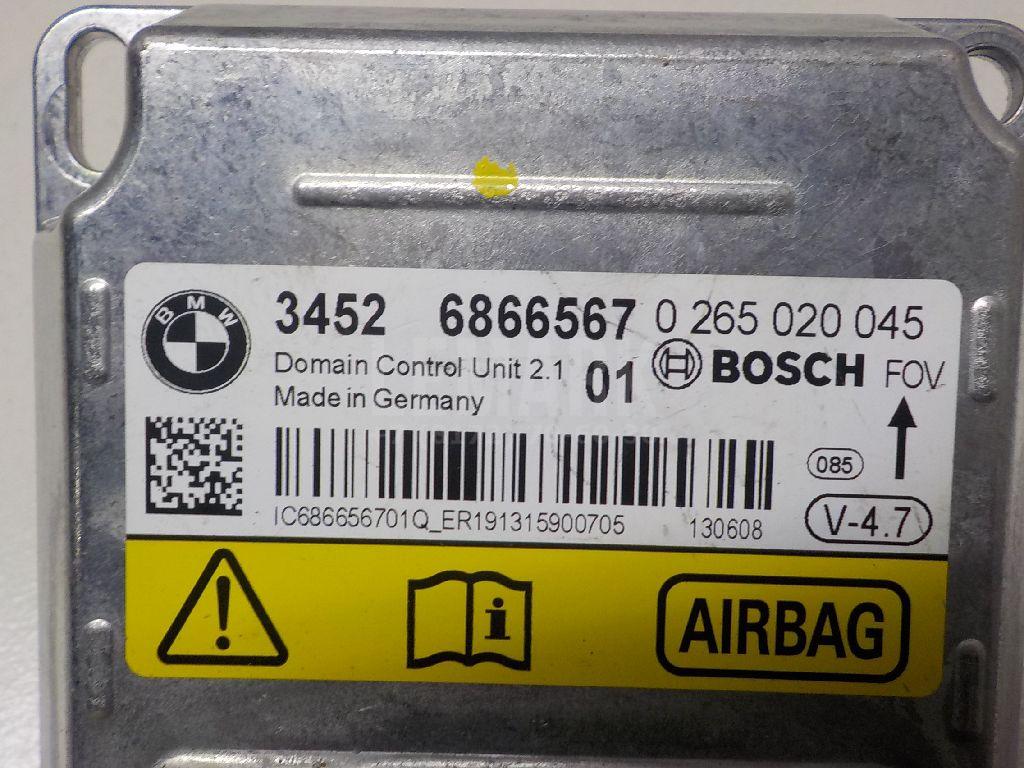 BMW
3452 6866567 0 265 020 045
Domain Control Unit 2.1 01 BOSCH FOV
Made in Germany
085
IC686656701Q_ER191315900705 130608 V-4.7
i
AIRBAG